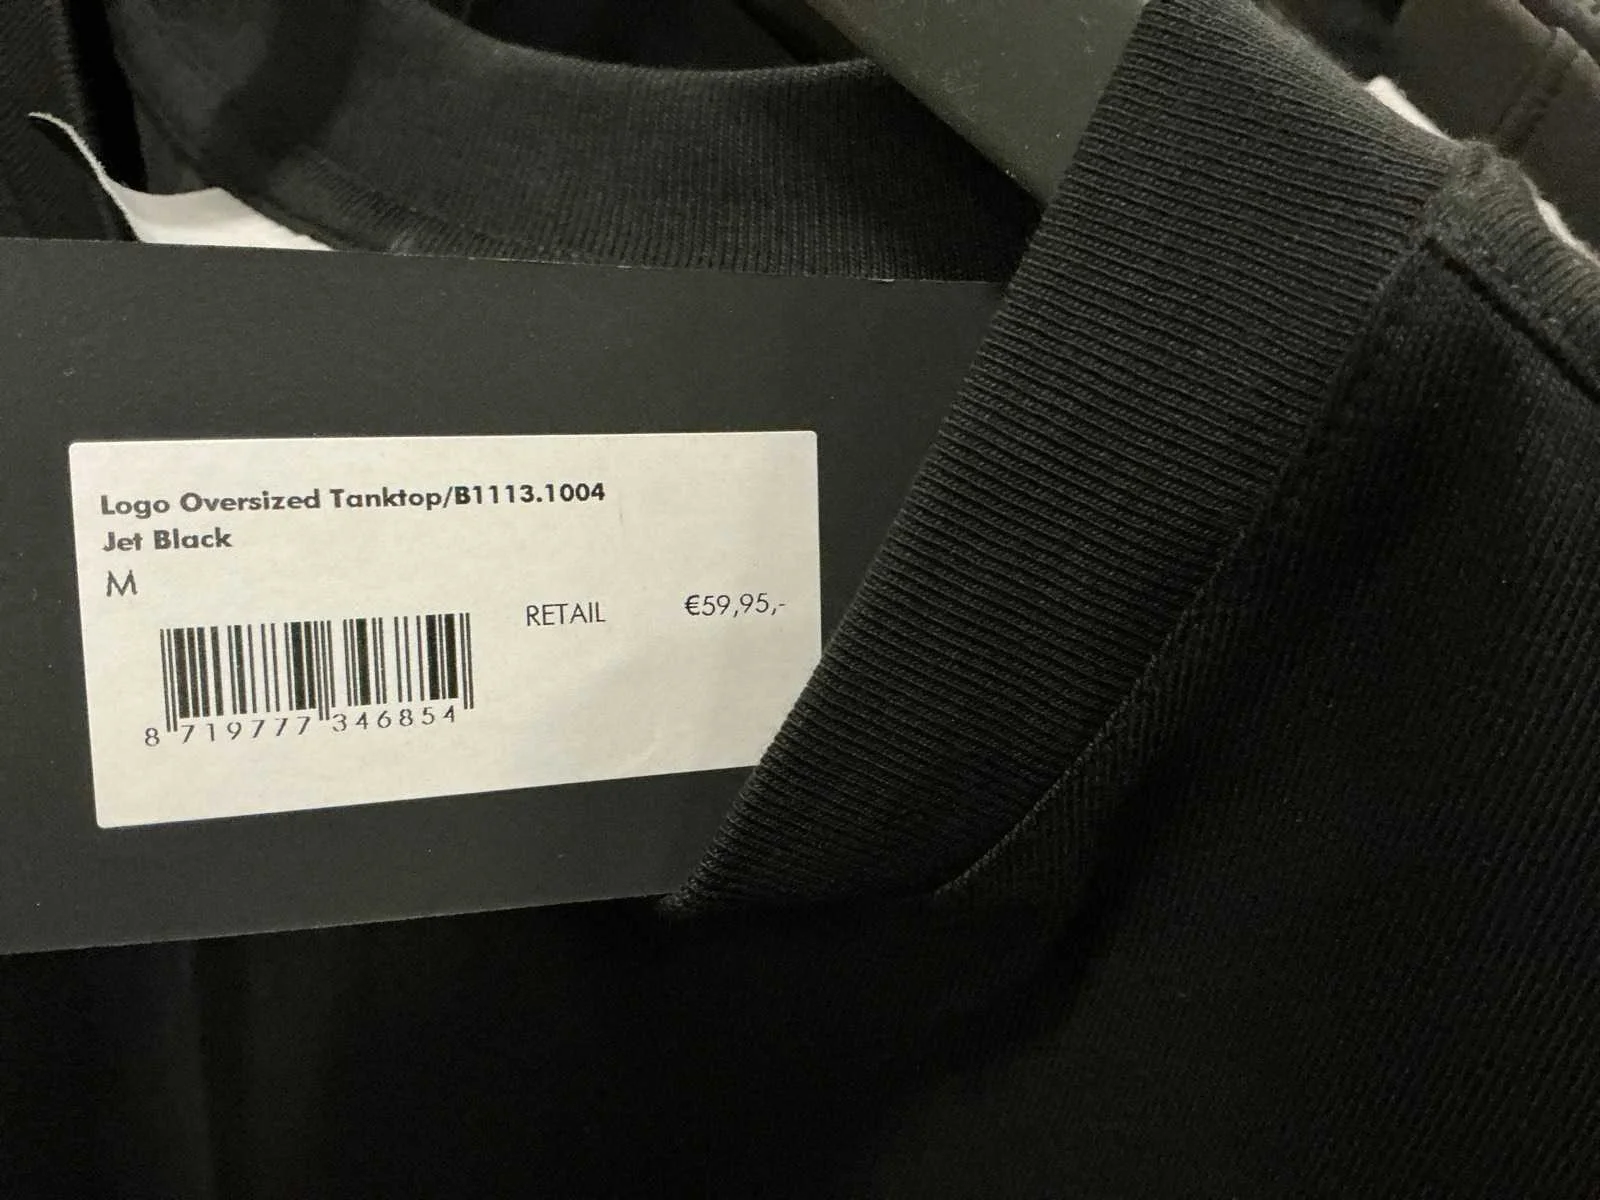 Logo Oversized Tanktop/B1113.1004
Jet Black
M
RETAIL €59,95,-
8 719777 346854